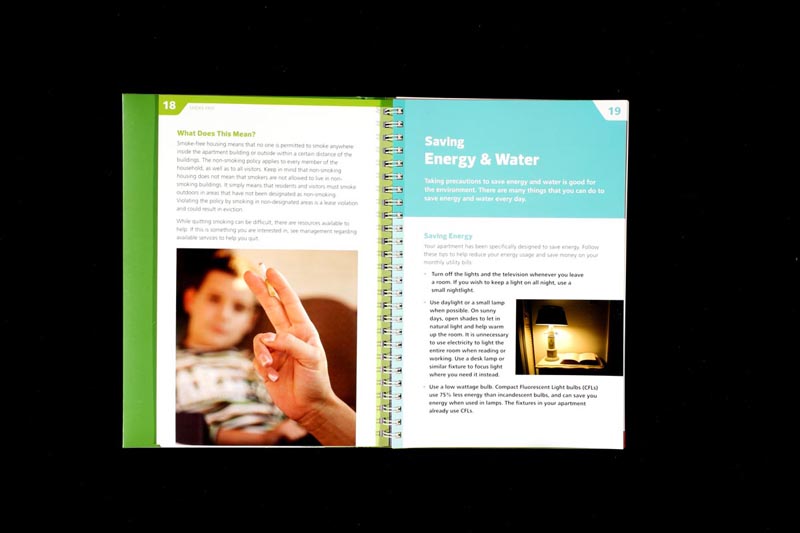 18
What Does This Mean?
Smoke-free housing means that no one is permitted to smoke anywhere
inside the apartment building or outside within a certain distance of the
buildings. The non-smoking policy applies to every member of the
household, as well as to all visitors. Keep in mind that non-smoking
housing does not mean that smokers are not allowed to live in non-
smoking buildings. It simply means that residents and visitors must smoke
outdoors in areas that have not been designated as non-smoking.
Violating the policy by smoking in non-designated areas is a lease violation
and could result in eviction.
While quitting smoking can be difficult, there are resources available to
help. If this is something you are interested in, see management regarding
available services to help you quit.
19
Saving
Energy & Water
Taking precautions to save energy and water is good for
the environment. There are many things that you can do to
save energy and water every day.
Saving Energy
Your apartment has been specifically designed to save energy. Follow
these tips to help reduce your energy usage and save money on your
monthly utility bills.
· Turn off the lights and the television whenever you leave
a room. If you wish to keep a light on all night, use a
small nightlight.
· Use daylight or a small lamp
when possible. On sunny
days, open shades to let in
natural light and help warm
up the room. It is unnecessary
to use electricity to light the
entire room when reading or
working. Use a desk lamp or
similar fixture to focus light
where you need it instead.
· Use a low wattage bulb. Compact Fluorescent Light bulbs (CFLs)
use 75% less energy than incandescent bulbs, and can save you
energy when used in lamps. The fixtures in your apartment
already use CFLs.